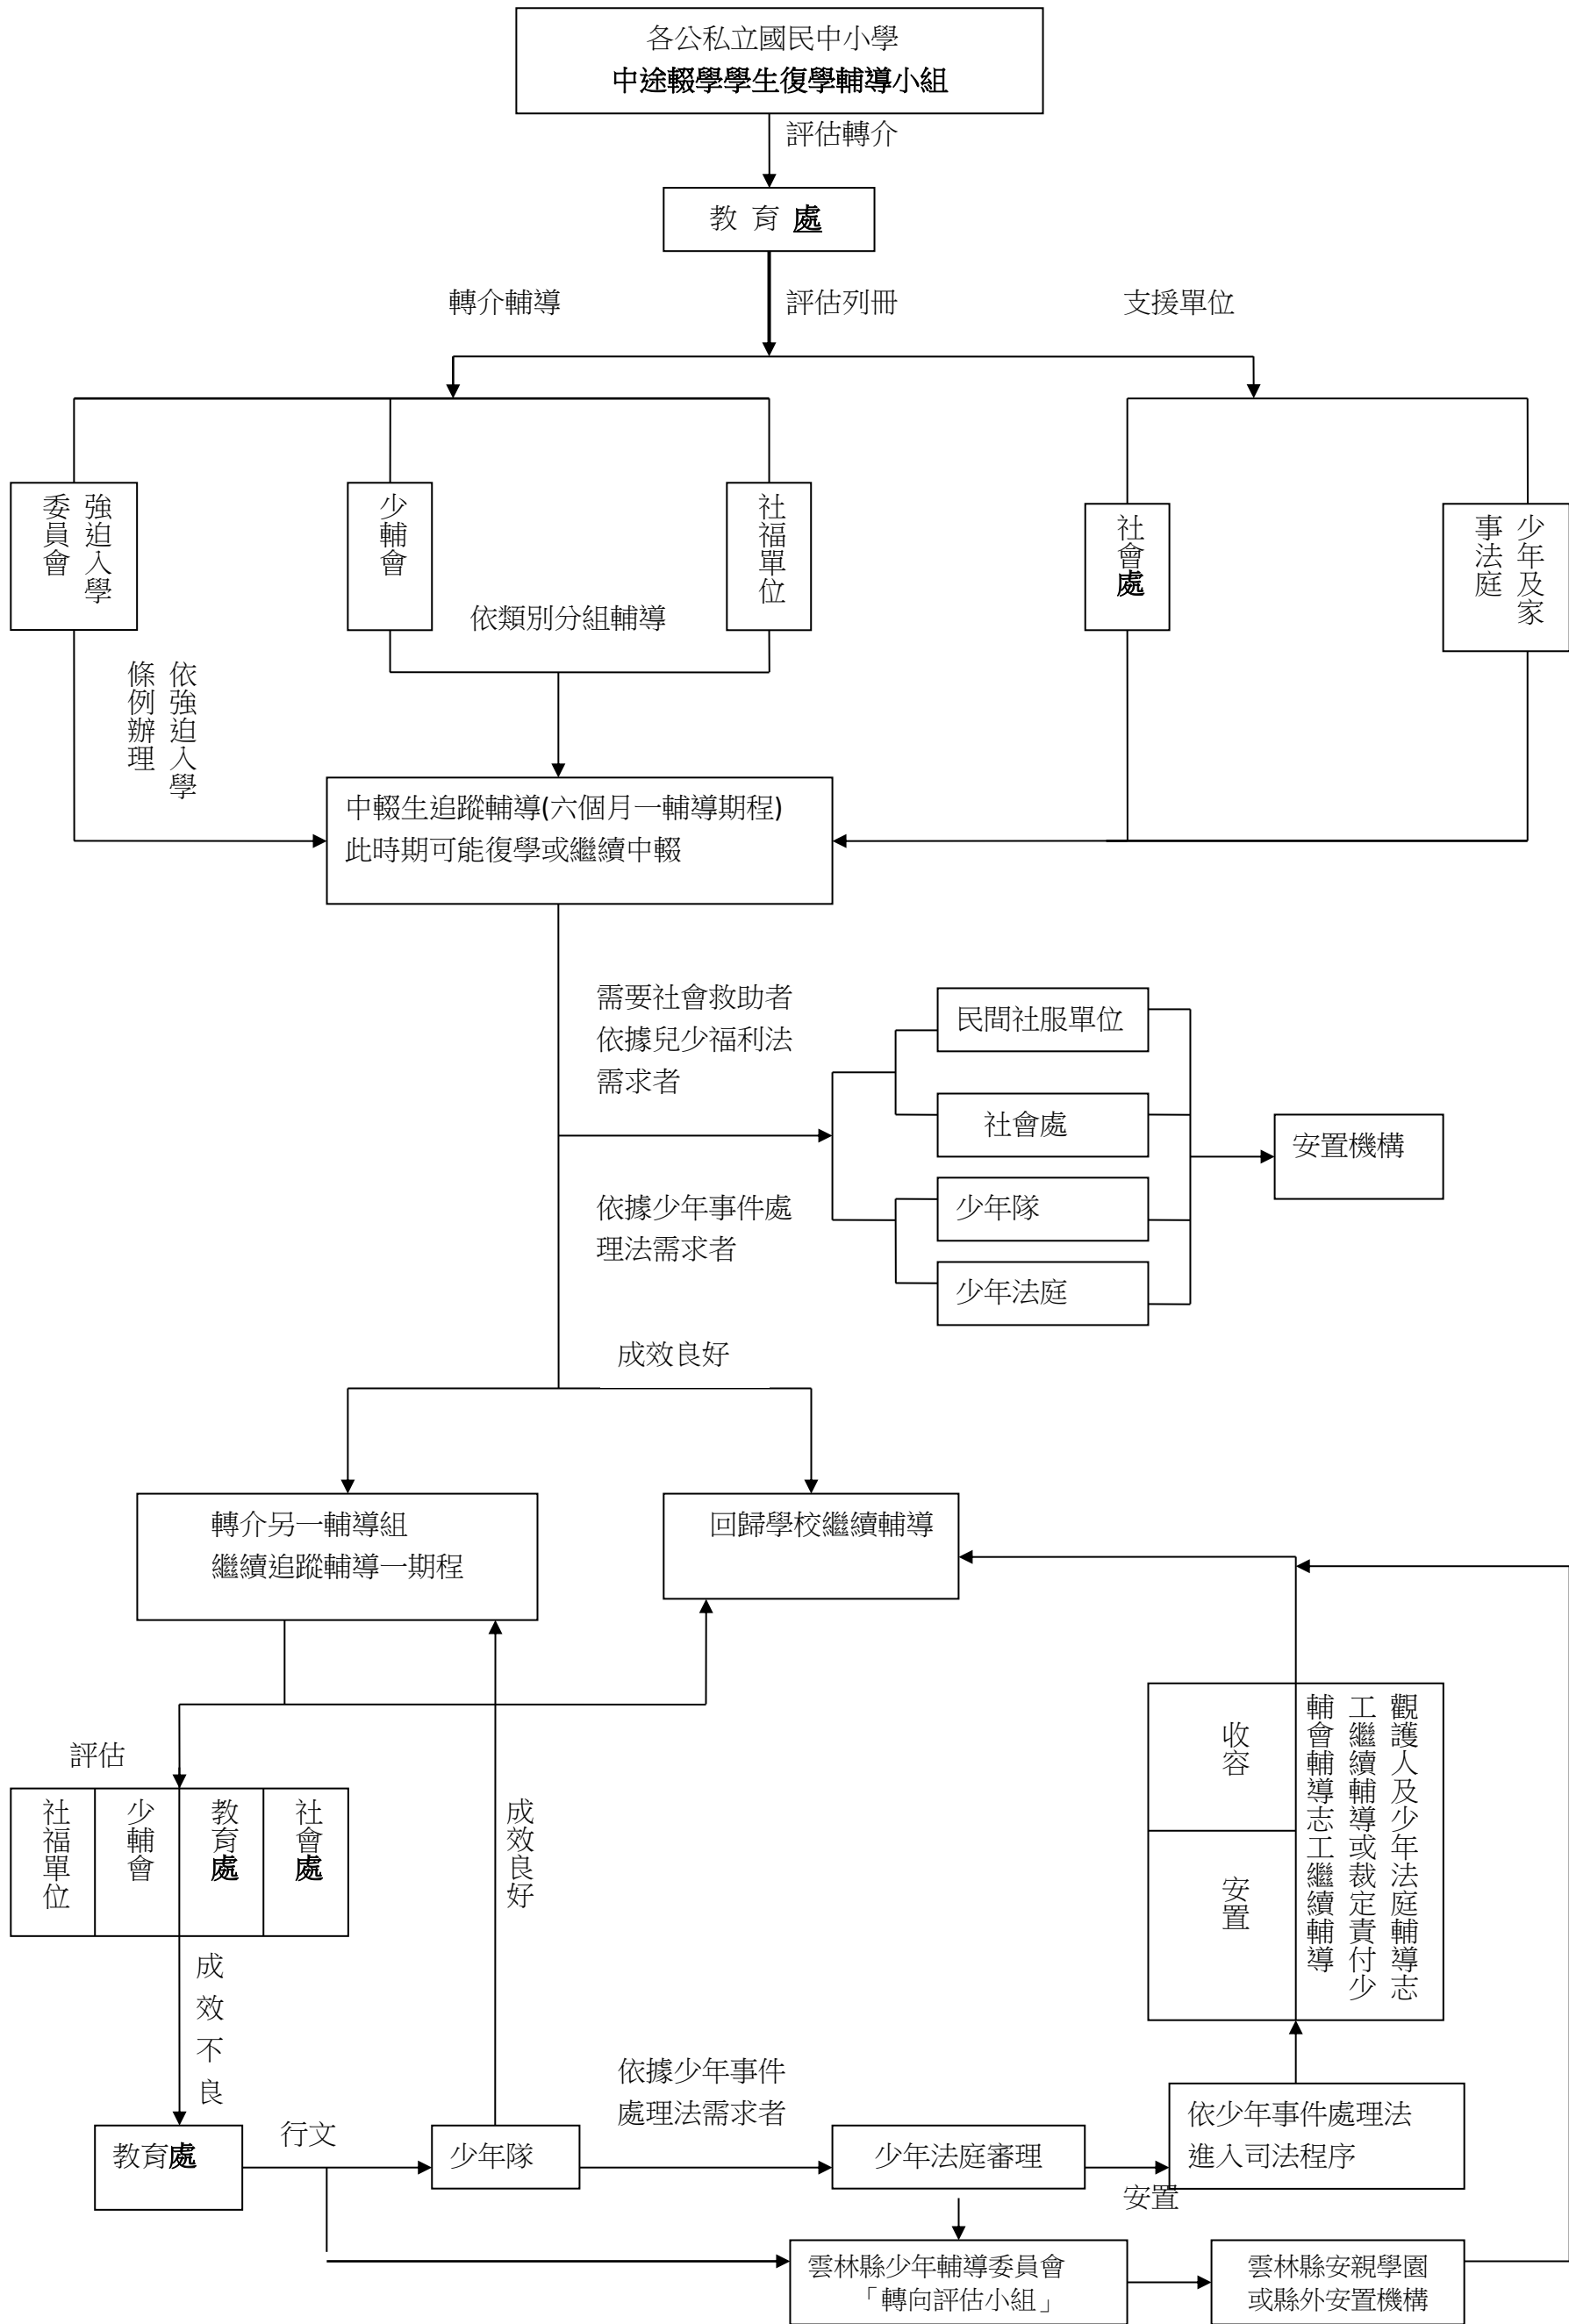 各公私立國民中小學
中途輟學學生復學輔導小組
評估轉介
教 育 處
轉介輔導
評估列冊
支援單位
強迫入學
委員會
少輔會
社福單位
社會處
少年及家
事法庭
依類別分組輔導
依強迫入學
條例辦理
中輟生追蹤輔導(六個月一輔導期程)
此時期可能復學或繼續中輟
需要社會救助者
依據兒少福利法
需求者
民間社服單位
社會處
安置機構
依據少年事件處
理法需求者
少年隊
少年法庭
成效良好
轉介另一輔導組
繼續追蹤輔導一期程
回歸學校繼續輔導
評估
社福單位
少輔會
教育處
社會處
成效良好
收容
安置
觀護人及少年法庭輔導志
工繼續輔導或裁定責付少
輔會輔導志工繼續輔導
成效不良
教育處
行文
少年隊
依據少年事件
處理法需求者
少年法庭審理
安置
依少年事件處理法
進入司法程序
雲林縣少年輔導委員會
「轉向評估小組」
雲林縣安親學園
或縣外安置機構